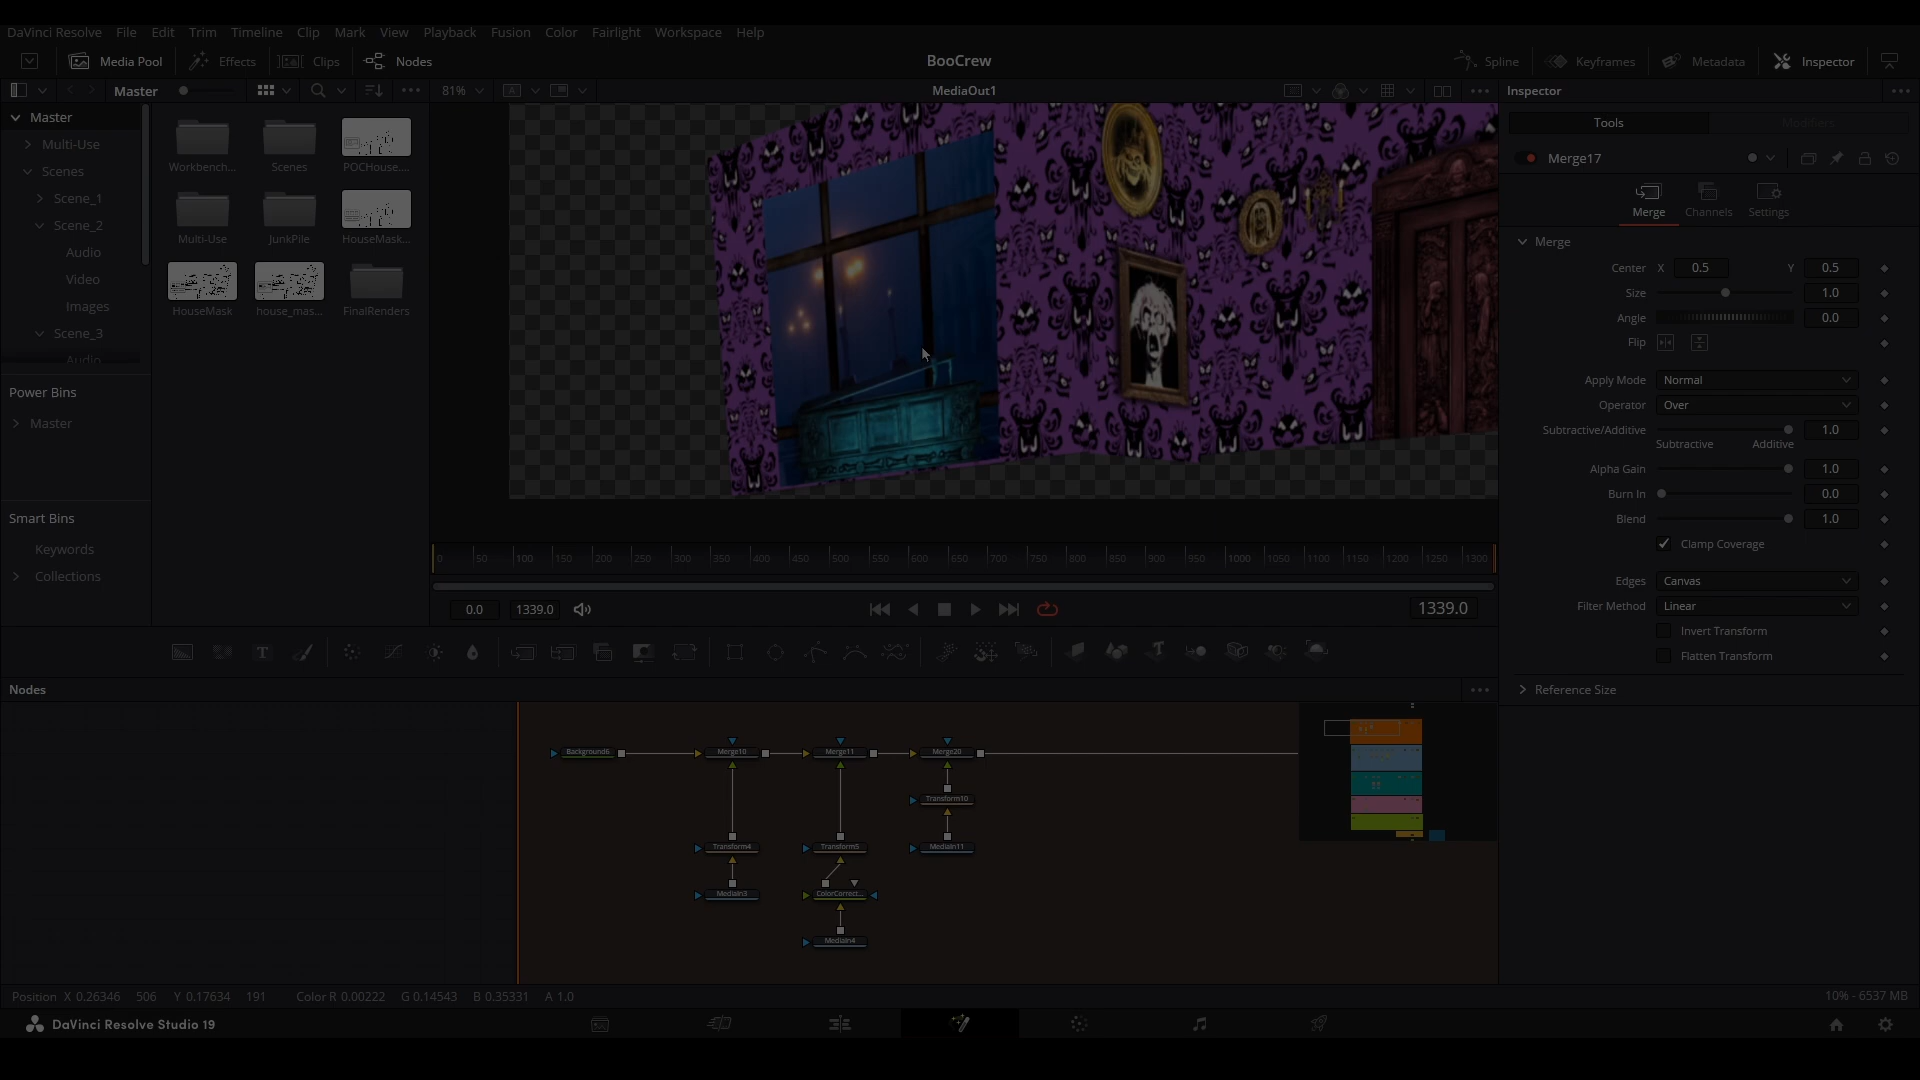 DaVinci Resolve File Edit Trim Timeline Clip Mark View Playback Fusion Color Fairlight Workspace Help
Media Pool Effects Clips Nodes BooCrew Spline Keyframes Metadata Inspector
Master 81% MediaOut1 Inspector
Master
Multi-Use
Scenes
Scene_1
Scene_2
Audio
Video
Images
Scene_3
Audio
Power Bins
Master
Smart Bins
Keywords
Collections
Workbench... Scenes POCHouse....
Multi-Use JunkPile HouseMask...
HouseMask house_mas... FinalRenders
0 50 100 150 200 250 300 350 400 450 500 550 600 650 700 750 800 850 900 950 1000 1050 1100 1150 1200 1250 1300
0.0 1339.0 1339.0
Tools Modifiers
Merge17
Merge Channels Settings
Merge
Center X 0.5 Y 0.5
Size 1.0
Angle 0.0
Flip
Apply Mode Normal
Operator Over
Subtractive/Additive 1.0
Subtractive Additive
Alpha Gain 1.0
Burn In 0.0
Blend 1.0
Clamp Coverage
Edges Canvas
Filter Method Linear
Invert Transform
Flatten Transform
Reference Size
T
Nodes
Background6 Merge10 Merge11 Merge20
Transform10
Transform4 Transform5 MediaIn11
MediaIn3 ColorCorrect...
MediaIn4
Position X 0.26346 506 Y 0.17634 191 Color R 0.00222 G 0.14543 B 0.35331 A 1.0 10% - 6537 MB
DaVinci Resolve Studio 19